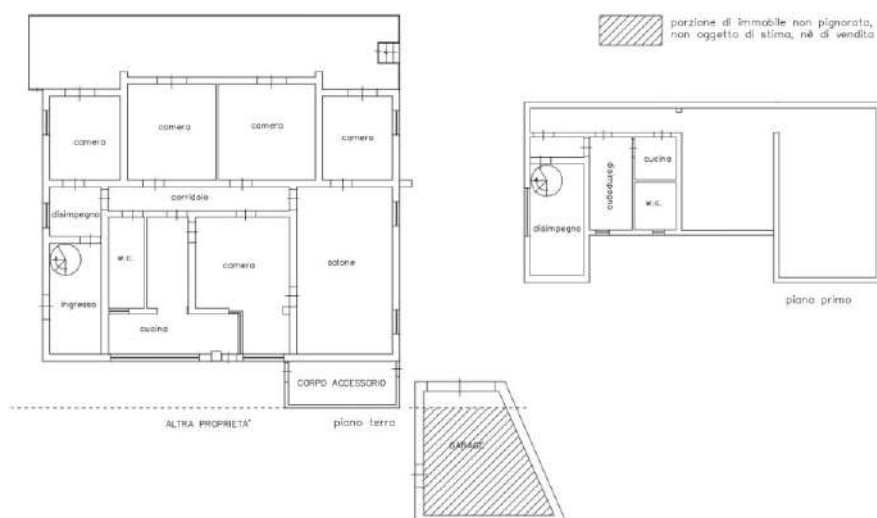 porzione di immobile non pignorata,
non oggetto di stima, nè di vendita
camera
camera
camera
camera
corridoio
disimpegno
w.c.
camera
salone
ingresso
cucina
CORPO ACCESSORIO
ALTRA PROPRIETA'
piano terra
GARAGE
disimpegno
cucina
w.c.
disimpegno
piano primo